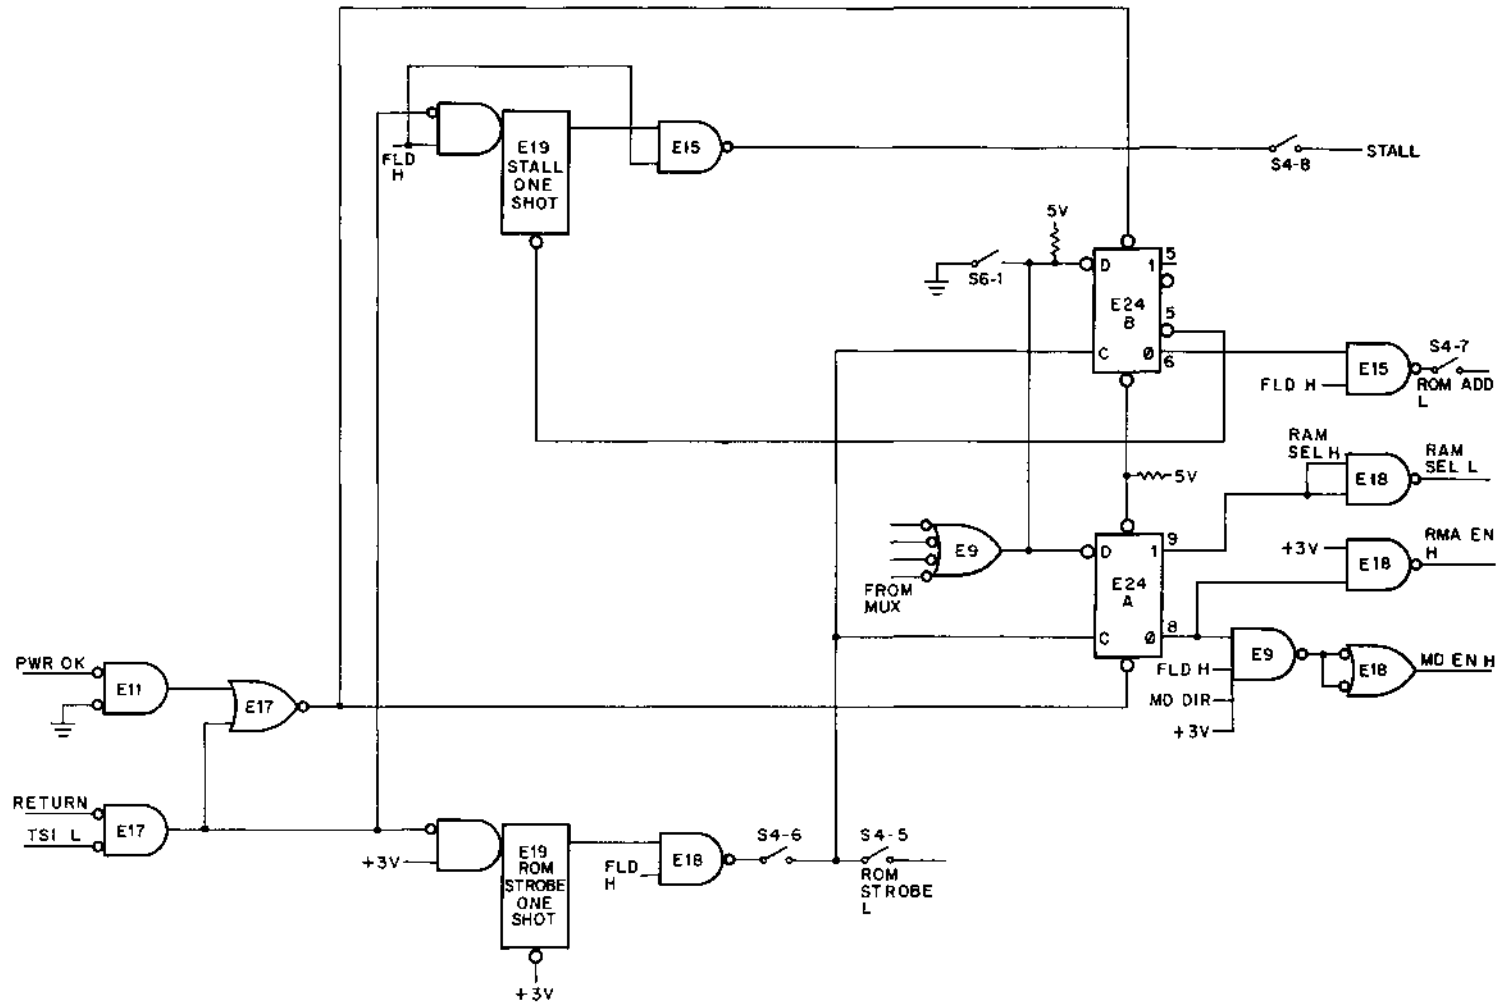 FLD
H
E19
STALL
ONE
SHOT
E15
S4-8
STALL
5V
S6-1
D
1
5
E24
B
5
C
0
6
E15
S4-7
FLD H
ROM ADD
L
RAM
SEL H
E18
RAM
SEL L
5V
E9
FROM
MUX
D
1
9
E24
A
C
0
8
+3V
E18
RMA EN
H
E9
FLD H
MD DIR
+3V
E18
MD EN H
PWR OK
E11
E17
RETURN
TS1 L
E17
+3V
E19
ROM
STROBE
ONE
SHOT
+3V
FLD
H
E18
S4-6
S4-5
ROM
STROBE
L